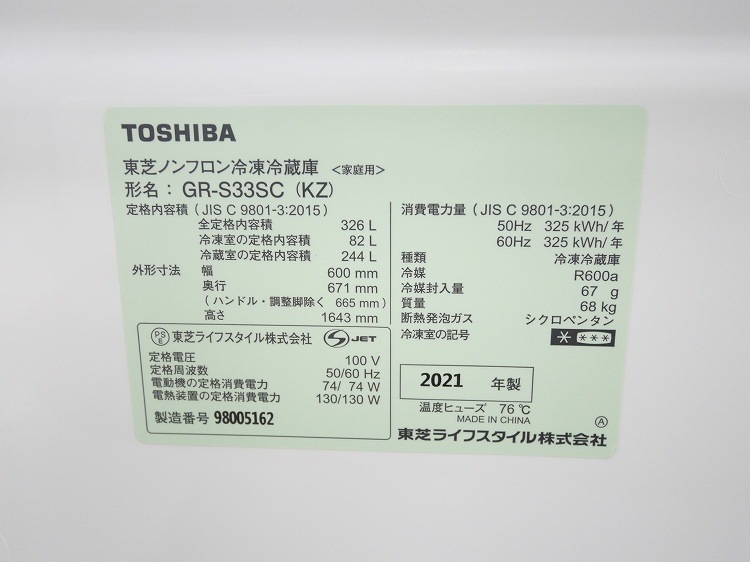 TOSHIBA
東芝ノンフロン冷凍冷蔵庫 <家庭用>
形名：GR-S33SC (KZ)
定格内容積 (JIS C 9801-3:2015)
全定格内容積 326 L
冷凍室の定格内容積 82 L
冷蔵室の定格内容積 244 L
外形寸法 幅 600 mm
奥行 671 mm
(ハンドル・調整脚除く 665 mm)
高さ 1643 mm
PS E 東芝ライフスタイル株式会社 S JET
定格電圧 100 V
定格周波数 50/60 Hz
電動機の定格消費電力 74/ 74 W
電熱装置の定格消費電力 130/130 W
製造番号 98005162
消費電力量 (JIS C 9801-3:2015)
50Hz 325 kWh/年
60Hz 325 kWh/年
種類 冷凍冷蔵庫
冷媒 R600a
冷媒封入量 67 g
質量 68 kg
断熱発泡ガス シクロペンタン
冷凍室の記号 * ***
2021 年製
温度ヒューズ 76℃
MADE IN CHINA
A
東芝ライフスタイル株式会社